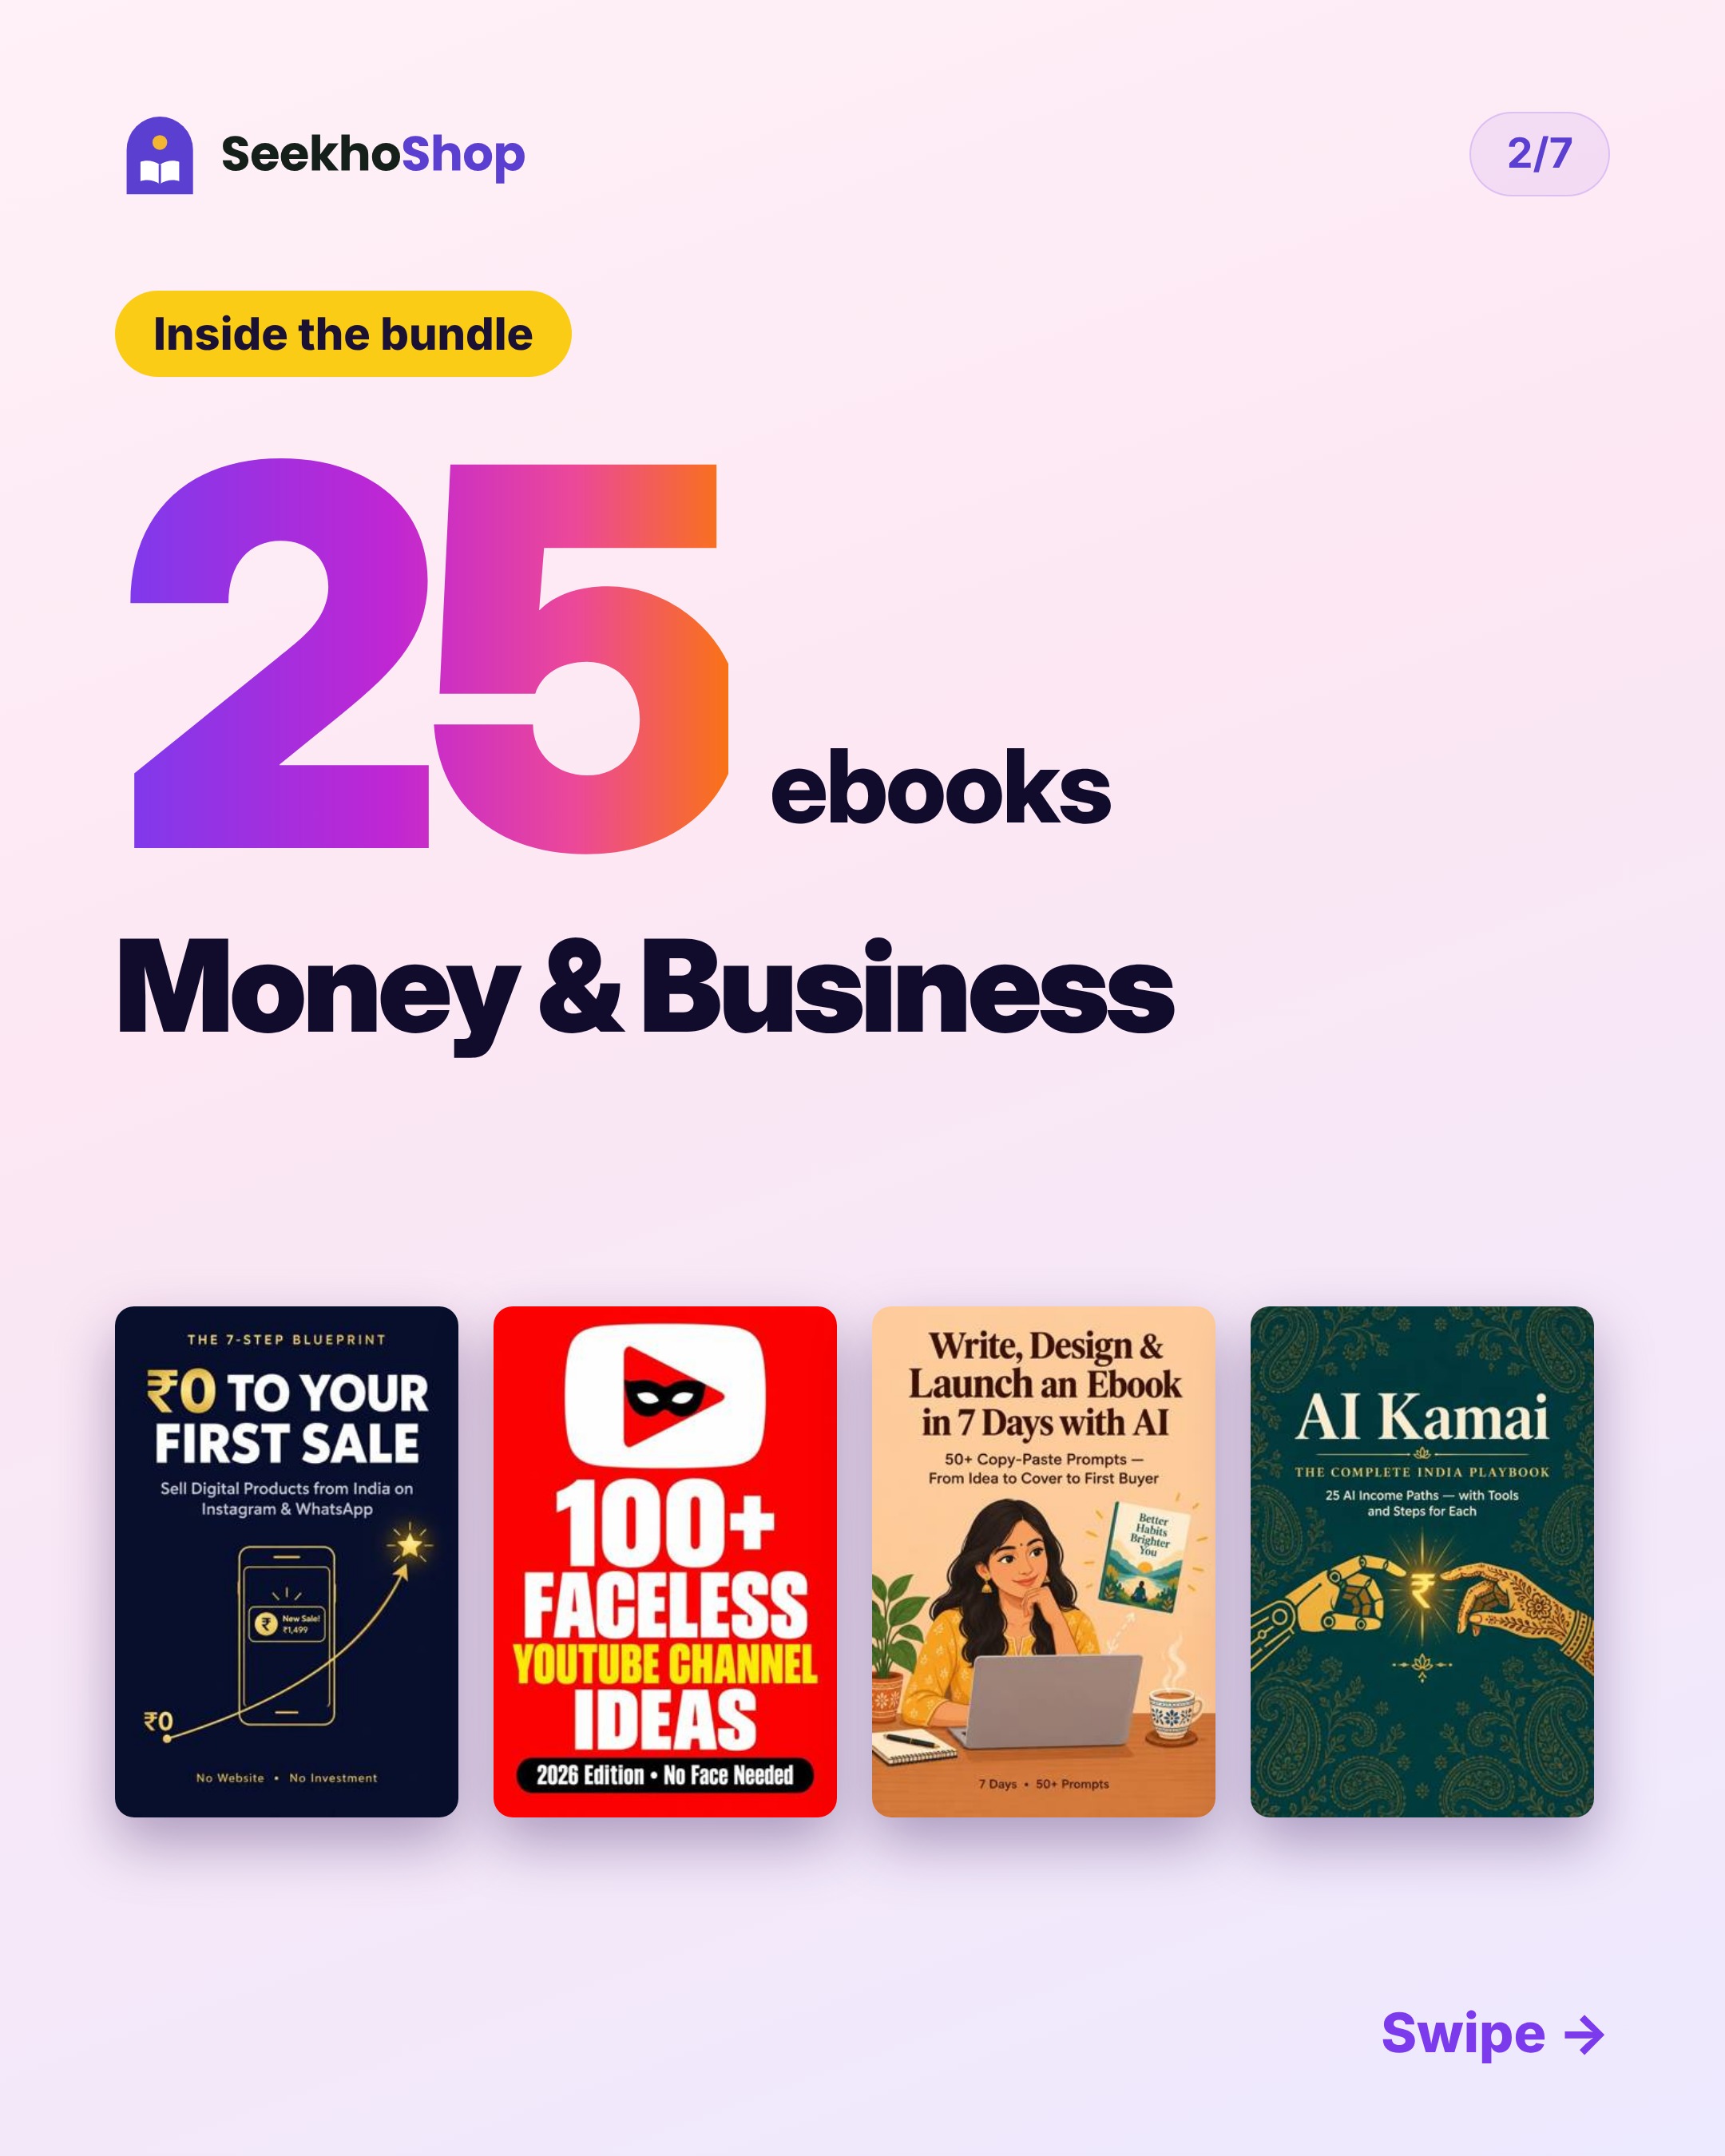 SeekhoShop
2/7
Inside the bundle
25 ebooks
Money & Business
THE 7-STEP BLUEPRINT
₹0 TO YOUR
FIRST SALE
Sell Digital Products from India on
Instagram & WhatsApp
₹ New Sale!
₹1,499
₹0
No Website • No Investment
100+
FACELESS
YOUTUBE CHANNEL
IDEAS
2026 Edition • No Face Needed
Write, Design &
Launch an Ebook
in 7 Days with AI
50+ Copy-Paste Prompts —
From Idea to Cover to First Buyer
Better
Habits
Brighter
You
7 Days • 50+ Prompts
AI Kamai
THE COMPLETE INDIA PLAYBOOK
25 AI Income Paths — with Tools
and Steps for Each
₹
Swipe →